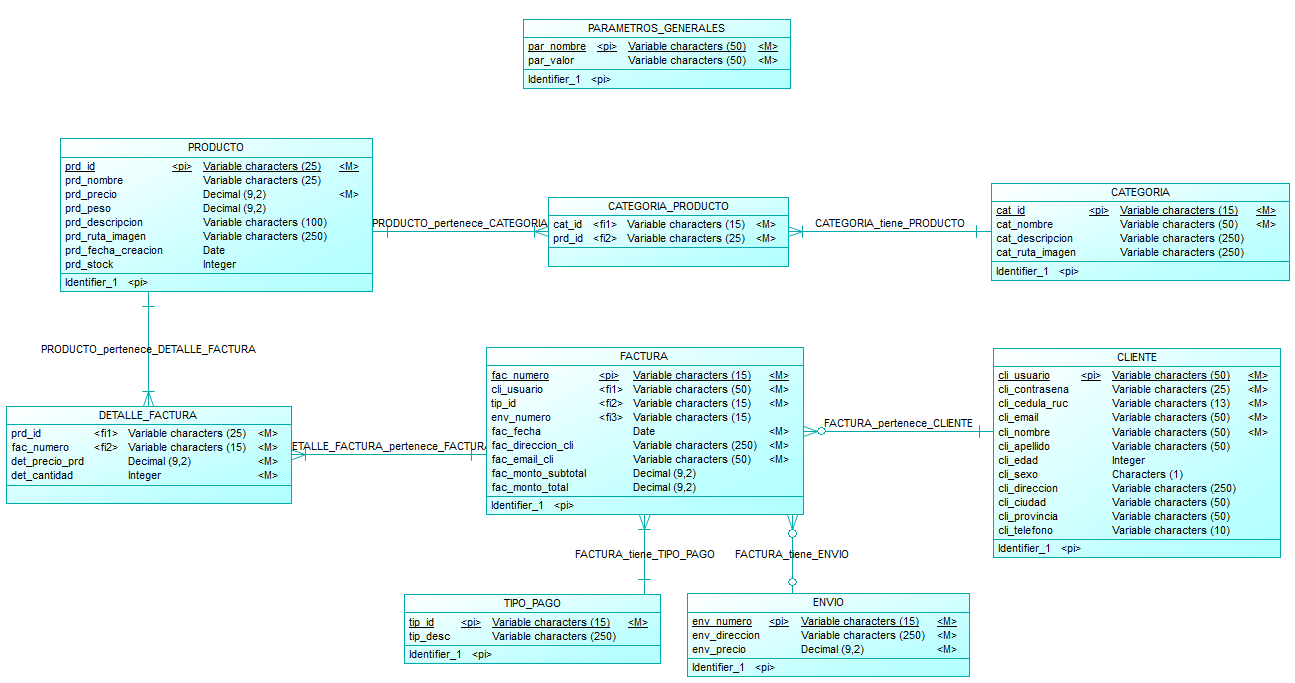 PARAMETROS_GENERALES
par_nombre <pi> Variable characters (50) <M>
par_valor Variable characters (50) <M>
Identifier_1 <pi>
PRODUCTO
prd_id <pi> Variable characters (25) <M>
prd_nombre Variable characters (25)
prd_precio Decimal (9,2) <M>
prd_peso Decimal (9,2)
prd_descripcion Variable characters (100)
prd_ruta_imagen Variable characters (250)
prd_fecha_creacion Date
prd_stock Integer
Identifier_1 <pi>
PRODUCTO_pertenece_CATEGORIA
CATEGORIA_PRODUCTO
cat_id <fi1> Variable characters (15) <M>
prd_id <fi2> Variable characters (25) <M>
CATEGORIA_tiene_PRODUCTO
CATEGORIA
cat_id <pi> Variable characters (15) <M>
cat_nombre Variable characters (50) <M>
cat_descripcion Variable characters (250)
cat_ruta_imagen Variable characters (250)
Identifier_1 <pi>
PRODUCTO_pertenece_DETALLE_FACTURA
DETALLE_FACTURA
prd_id <fi1> Variable characters (25) <M>
fac_numero <fi2> Variable characters (15) <M>
det_precio_prd Decimal (9,2) <M>
det_cantidad Integer <M>
ETALLE_FACTURA_pertenece_FACTURA
FACTURA
fac_numero <pi> Variable characters (15) <M>
cli_usuario <fi1> Variable characters (50) <M>
tip_id <fi2> Variable characters (15) <M>
env_numero <fi3> Variable characters (15)
fac_fecha Date <M>
fac_direccion_cli Variable characters (250) <M>
fac_email_cli Variable characters (50) <M>
fac_monto_subtotal Decimal (9,2)
fac_monto_total Decimal (9,2)
Identifier_1 <pi>
FACTURA_pertenece_CLIENTE
CLIENTE
cli_usuario <pi> Variable characters (50) <M>
cli_contrasena Variable characters (25) <M>
cli_cedula_ruc Variable characters (13) <M>
cli_email Variable characters (50) <M>
cli_nombre Variable characters (50) <M>
cli_apellido Variable characters (50)
cli_edad Integer
cli_sexo Characters (1)
cli_direccion Variable characters (250)
cli_ciudad Variable characters (50)
cli_provincia Variable characters (50)
cli_telefono Variable characters (10)
Identifier_1 <pi>
FACTURA_tiene_TIPO_PAGO
FACTURA_tiene_ENVIO
TIPO_PAGO
tip_id <pi> Variable characters (15) <M>
tip_desc Variable characters (250)
Identifier_1 <pi>
ENVIO
env_numero <pi> Variable characters (15) <M>
env_direccion Variable characters (250) <M>
env_precio Decimal (9,2) <M>
Identifier_1 <pi>